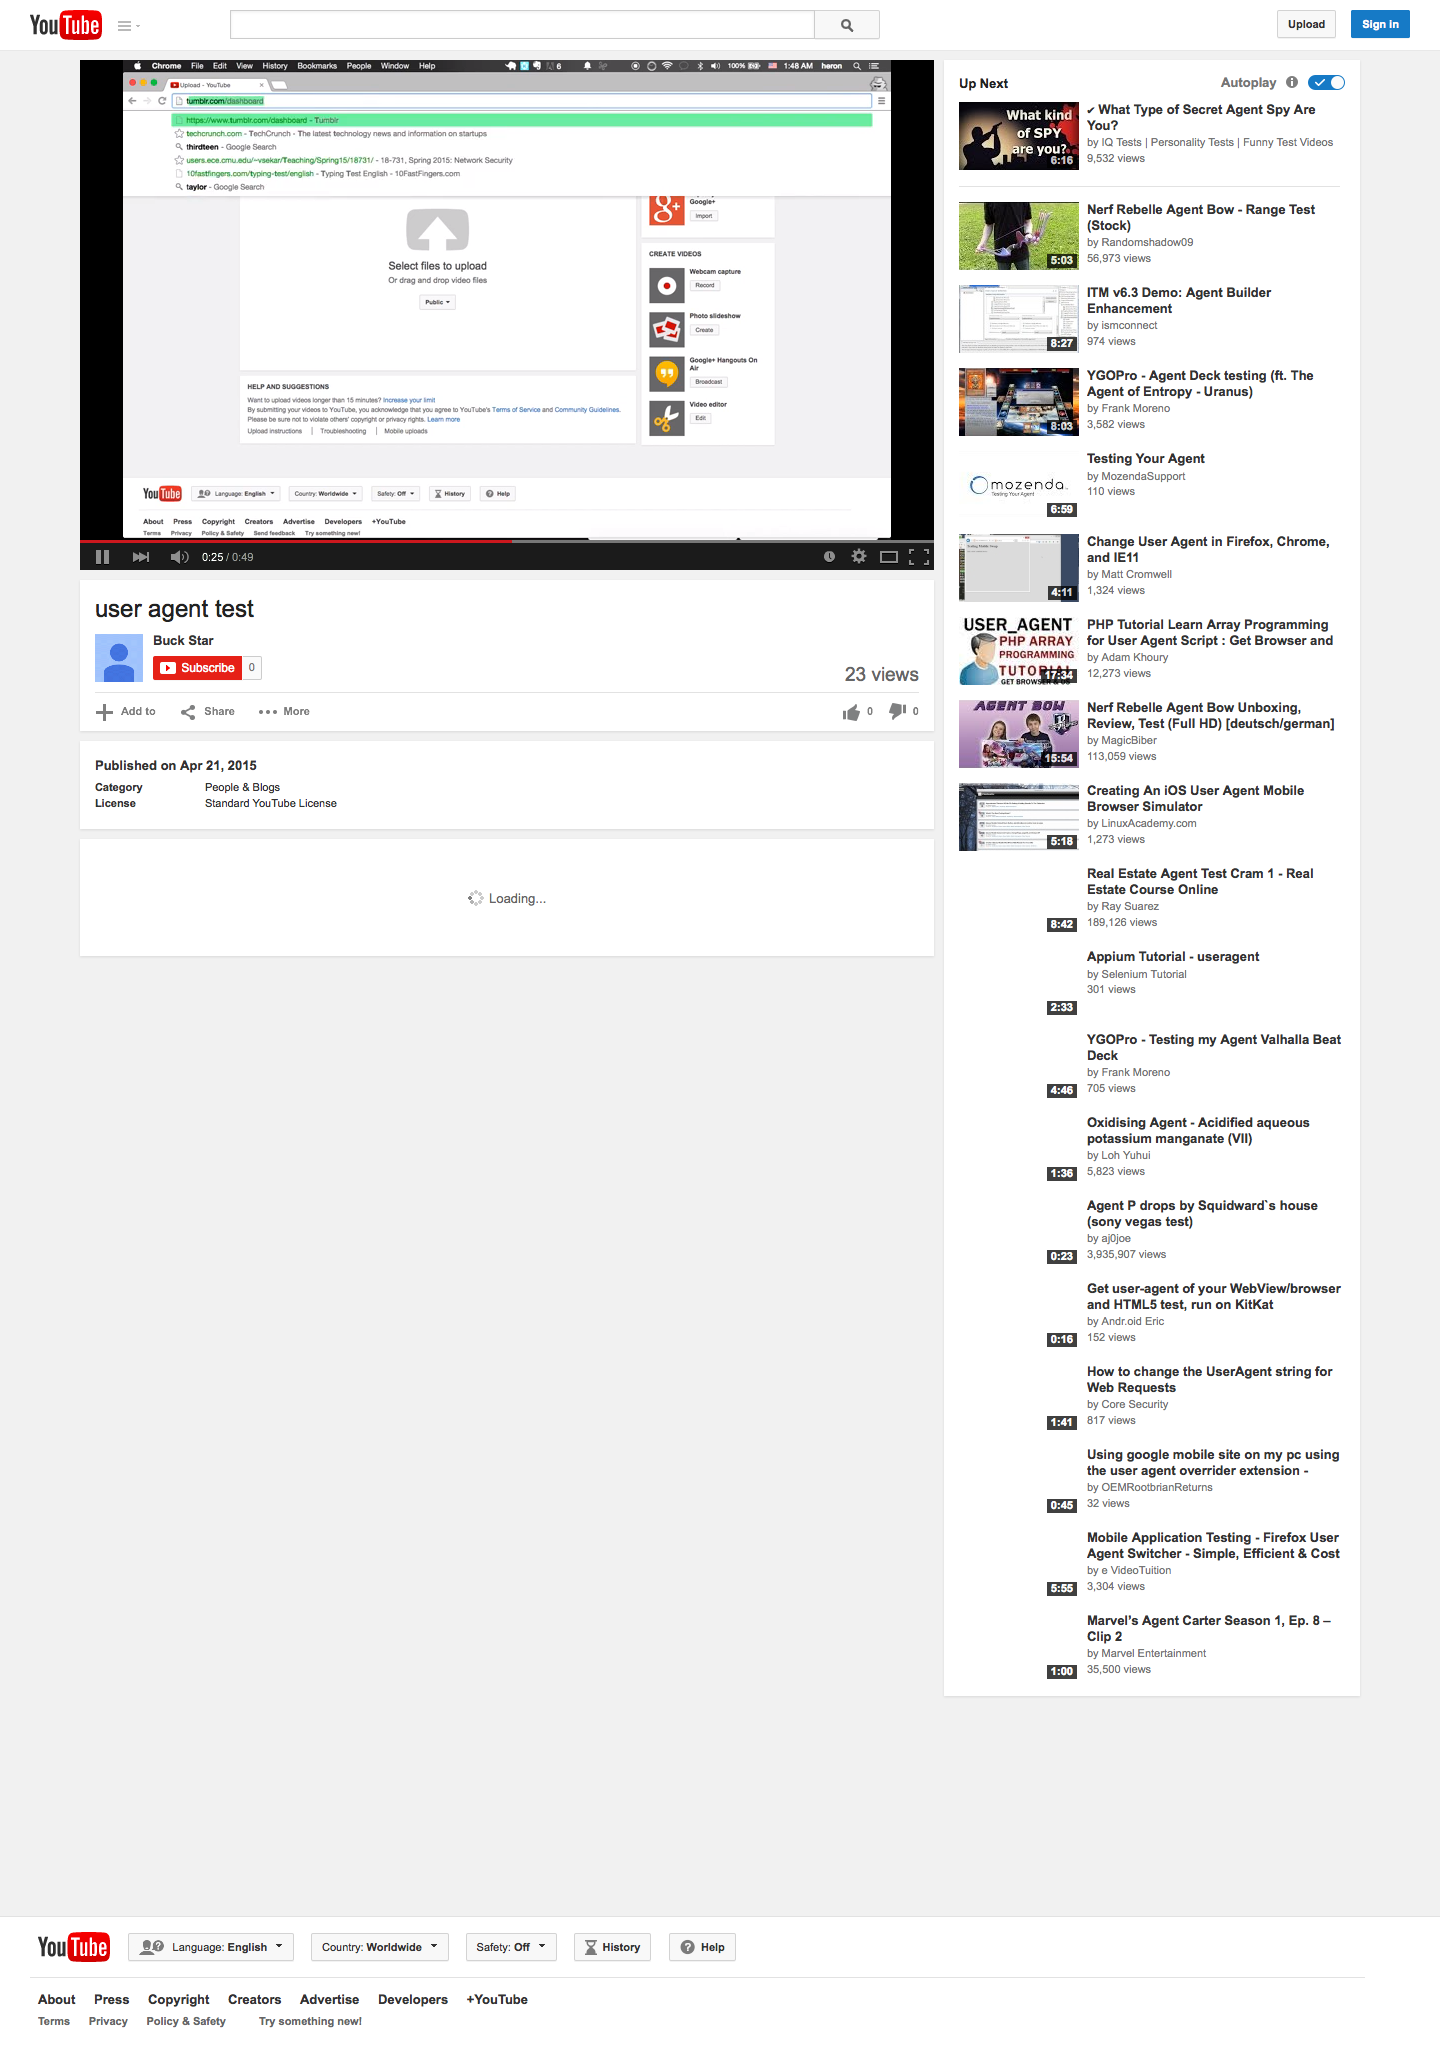 YouTube
Upload
Sign in
Chrome File Edit View History Bookmarks People Window Help
6
100%
1:48 AM heron
Upload - YouTube
tumblr.com/dashboard
https://www.tumblr.com/dashboard - Tumblr
techcrunch.com - TechCrunch - The latest technology news and information on startups
thirdteen - Google Search
users.ece.cmu.edu/~vsekar/Teaching/Spring15/18731/ - 18-731, Spring 2015: Network Security
10fastfingers.com/typing-test/english - Typing Test English - 10FastFingers.com
taylor - Google Search
Google+
Import
Select files to upload
Or drag and drop video files
Public
CREATE VIDEOS
Webcam capture
Record
Photo slideshow
Create
Google+ Hangouts On
Air
Broadcast
Video editor
Edit
HELP AND SUGGESTIONS
Want to upload videos longer than 15 minutes? Increase your limit
By submitting your videos to YouTube, you acknowledge that you agree to YouTube's Terms of Service and Community Guidelines.
Please be sure not to violate others' copyright or privacy rights. Learn more
Upload instructions | Troubleshooting | Mobile uploads
YouTube Language: English Country: Worldwide Safety: Off History Help
About Press Copyright Creators Advertise Developers +YouTube
Terms Privacy Policy & Safety Send feedback Try something new!
0:25 / 0:49
user agent test
Buck Star
Subscribe 0
23 views
Add to Share More 0 0
Published on Apr 21, 2015
Category People & Blogs
License Standard YouTube License
Loading...
Up Next
Autoplay
What kind
of SPY
are you?
6:16
✔ What Type of Secret Agent Spy Are
You?
by IQ Tests | Personality Tests | Funny Test Videos
9,532 views
5:03
Nerf Rebelle Agent Bow - Range Test
(Stock)
by Randomshadow09
56,973 views
8:27
ITM v6.3 Demo: Agent Builder
Enhancement
by ismconnect
974 views
8:03
YGOPro - Agent Deck testing (ft. The
Agent of Entropy - Uranus)
by Frank Moreno
3,582 views
mozenda
Testing Your Agent
6:59
Testing Your Agent
by MozendaSupport
110 views
4:11
Change User Agent in Firefox, Chrome,
and IE11
by Matt Cromwell
1,324 views
USER_AGENT
PHP ARRAY
PROGRAMMING
TUTORIAL
GET BROWSER & OS
17:34
PHP Tutorial Learn Array Programming
for User Agent Script : Get Browser and
by Adam Khoury
12,273 views
AGENT BOW
15:54
Nerf Rebelle Agent Bow Unboxing,
Review, Test (Full HD) [deutsch/german]
by MagicBiber
113,059 views
5:18
Creating An iOS User Agent Mobile
Browser Simulator
by LinuxAcademy.com
1,273 views
8:42
Real Estate Agent Test Cram 1 - Real
Estate Course Online
by Ray Suarez
189,126 views
2:33
Appium Tutorial - useragent
by Selenium Tutorial
301 views
4:46
YGOPro - Testing my Agent Valhalla Beat
Deck
by Frank Moreno
705 views
1:36
Oxidising Agent - Acidified aqueous
potassium manganate (VII)
by Loh Yuhui
5,823 views
0:23
Agent P drops by Squidward`s house
(sony vegas test)
by aj0joe
3,935,907 views
0:16
Get user-agent of your WebView/browser
and HTML5 test, run on KitKat
by Andr.oid Eric
152 views
1:41
How to change the UserAgent string for
Web Requests
by Core Security
817 views
0:45
Using google mobile site on my pc using
the user agent overrider extension -
by OEMRootbrianReturns
32 views
5:55
Mobile Application Testing - Firefox User
Agent Switcher - Simple, Efficient & Cost
by e VideoTuition
3,304 views
1:00
Marvel's Agent Carter Season 1, Ep. 8 –
Clip 2
by Marvel Entertainment
35,500 views
YouTube Language: English Country: Worldwide Safety: Off History Help
About Press Copyright Creators Advertise Developers +YouTube
Terms Privacy Policy & Safety Try something new!